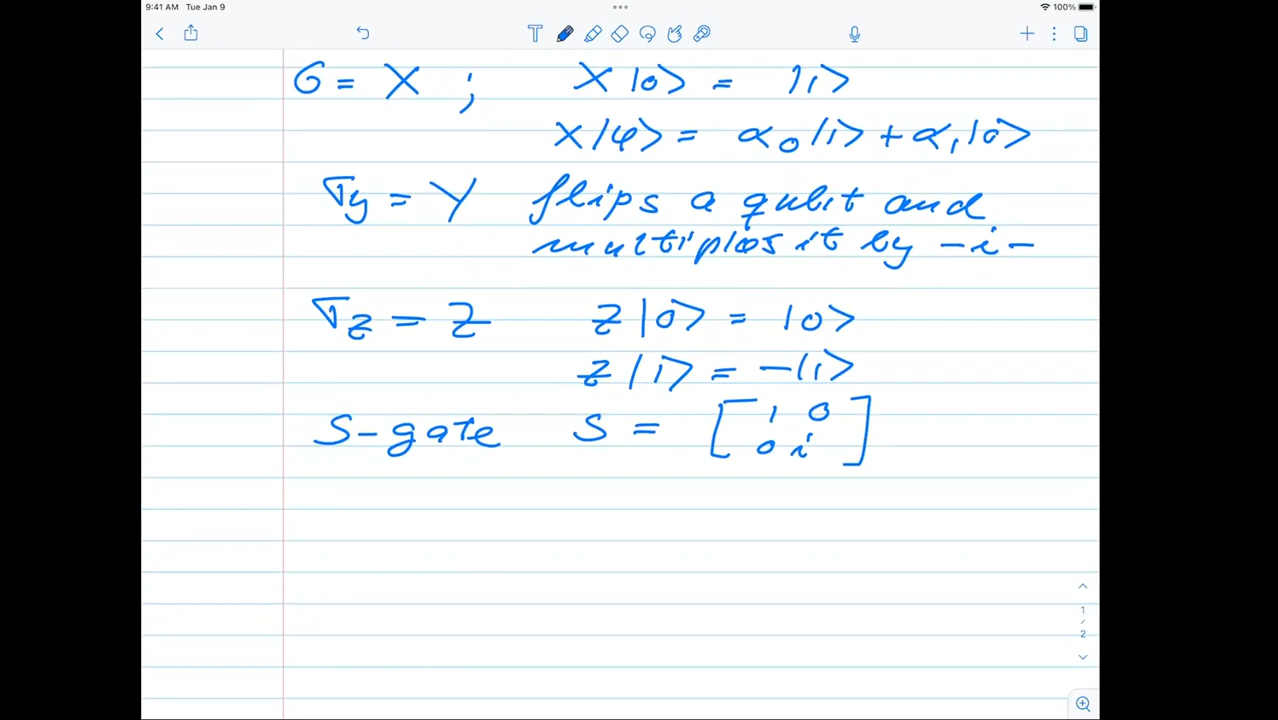 9:41 AM Tue Jan 9
100%
G = X ; X |0⟩ = |1⟩
X |φ⟩ = α₀ |1⟩ + α₁ |0⟩
σy = Y flips a qubit and
multiplies it by -i-
σz = Z Z |0⟩ = |0⟩
Z |1⟩ = -|1⟩
S-gate S = [ 1 0
0 i ]
1
/
2